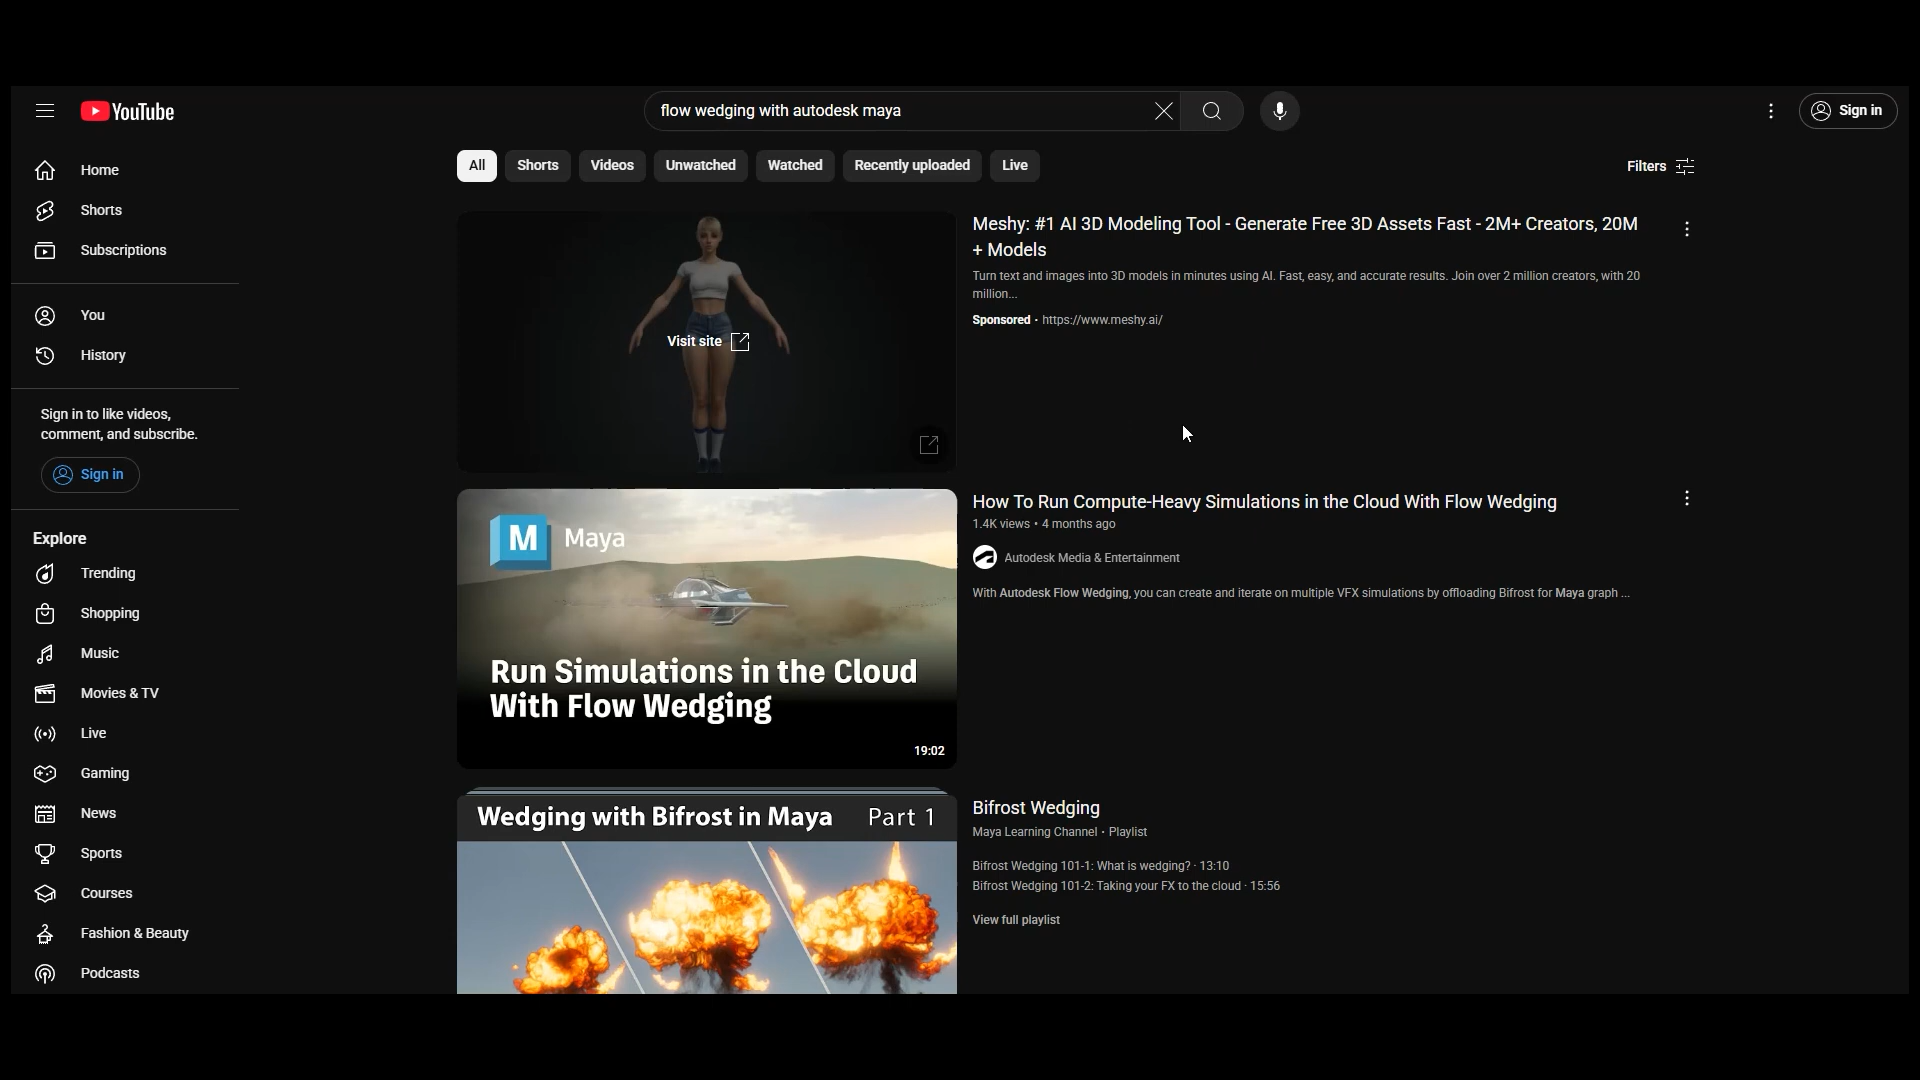 YouTube
flow wedging with autodesk maya
Sign in
All
Shorts
Videos
Unwatched
Watched
Recently uploaded
Live
Filters
Home
Shorts
Subscriptions
You
History
Sign in to like videos,
comment, and subscribe.
Sign in
Explore
Trending
Shopping
Music
Movies & TV
Live
Gaming
News
Sports
Courses
Fashion & Beauty
Podcasts
Visit site
Meshy: #1 AI 3D Modeling Tool - Generate Free 3D Assets Fast - 2M+ Creators, 20M
+ Models
Turn text and images into 3D models in minutes using AI. Fast, easy, and accurate results. Join over 2 million creators, with 20
million...
Sponsored · https://www.meshy.ai/
M Maya
Run Simulations in the Cloud
With Flow Wedging
19:02
How To Run Compute-Heavy Simulations in the Cloud With Flow Wedging
1.4K views • 4 months ago
Autodesk Media & Entertainment
With Autodesk Flow Wedging, you can create and iterate on multiple VFX simulations by offloading Bifrost for Maya graph ...
Wedging with Bifrost in Maya Part 1
Bifrost Wedging
Maya Learning Channel • Playlist
Bifrost Wedging 101-1: What is wedging? · 13:10
Bifrost Wedging 101-2: Taking your FX to the cloud · 15:56
View full playlist